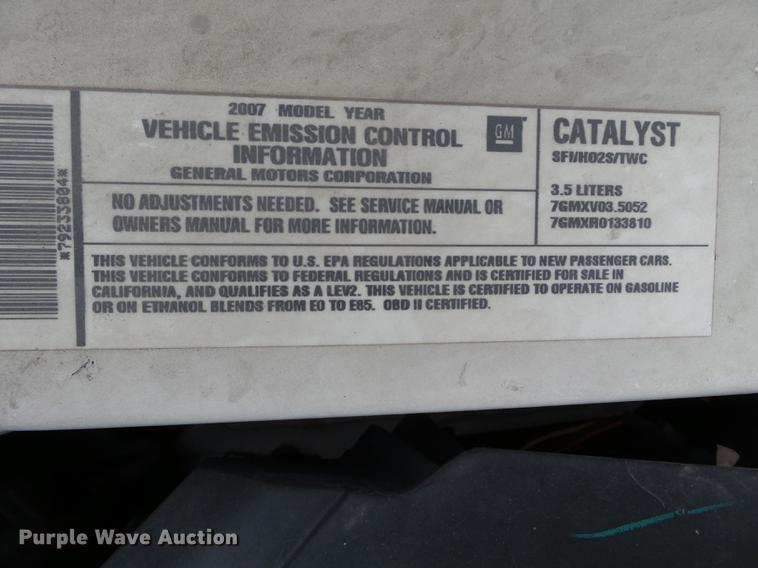 *79233804*
2007 MODEL YEAR
VEHICLE EMISSION CONTROL
INFORMATION
GENERAL MOTORS CORPORATION
GM
NO ADJUSTMENTS NEEDED. SEE SERVICE MANUAL OR
OWNERS MANUAL FOR MORE INFORMATION.
CATALYST
SFI/HO2S/TWC
3.5 LITERS
7GMXV03.5052
7GMXR0133810
THIS VEHICLE CONFORMS TO U.S. EPA REGULATIONS APPLICABLE TO NEW PASSENGER CARS.
THIS VEHICLE CONFORMS TO FEDERAL REGULATIONS AND IS CERTIFIED FOR SALE IN
CALIFORNIA, AND QUALIFIES AS A LEV2. THIS VEHICLE IS CERTIFIED TO OPERATE ON GASOLINE
OR ON ETHANOL BLENDS FROM E0 TO E85. OBD II CERTIFIED.
Purple Wave Auction